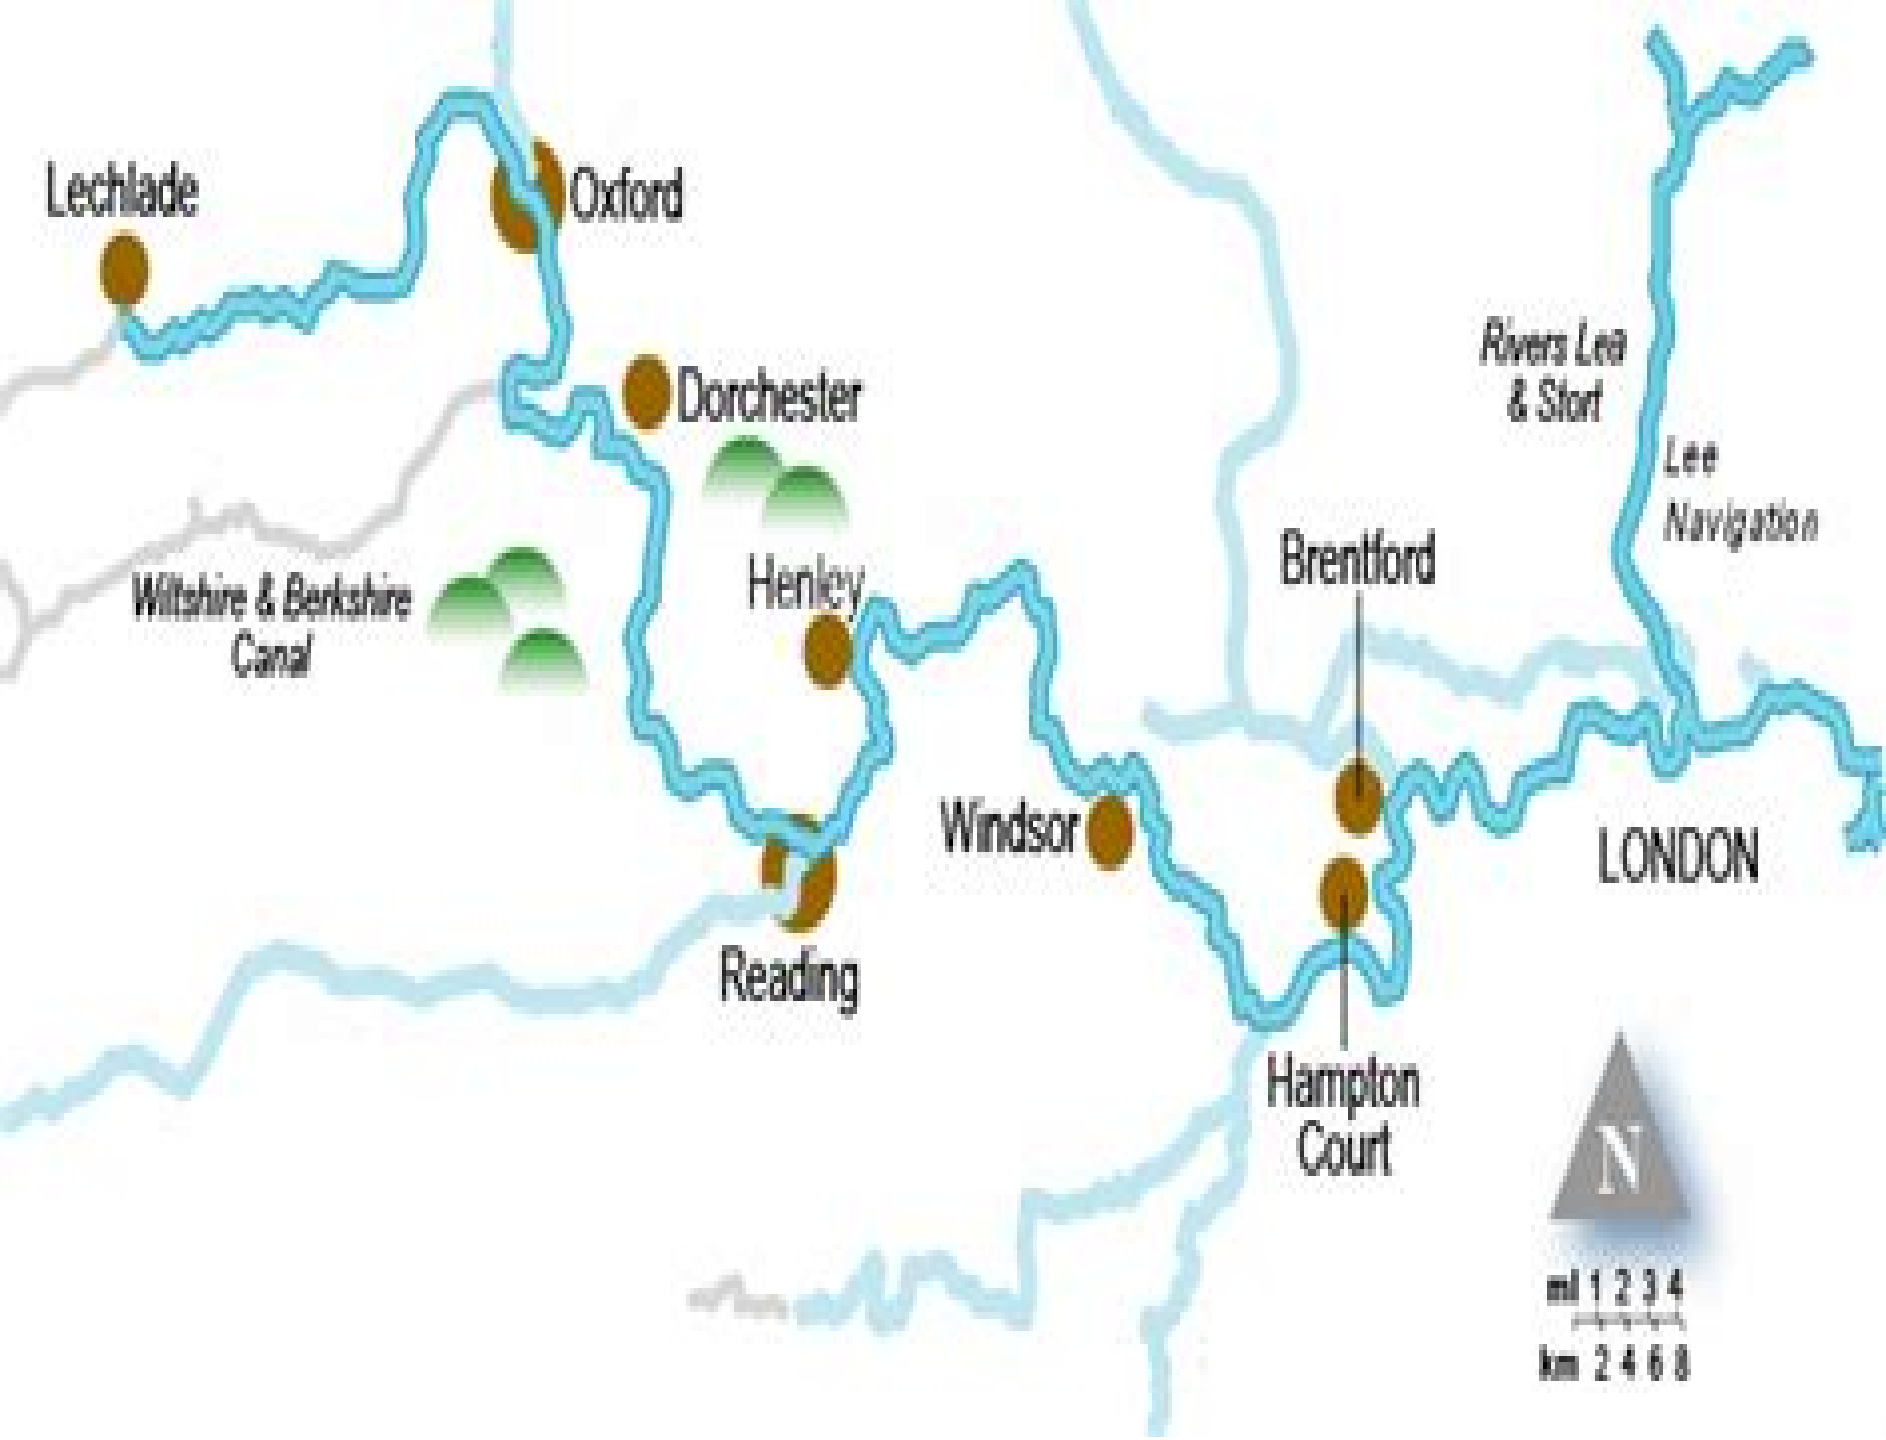 Lechlade
Oxford
Dorchester
Rivers Lea
& Stort
Lee
Navigation
Brentford
Henley
Wiltshire & Berkshire
Canal
Windsor
LONDON
Reading
Hampton
Court
N
ml 1 2 3 4
km 2 4 6 8